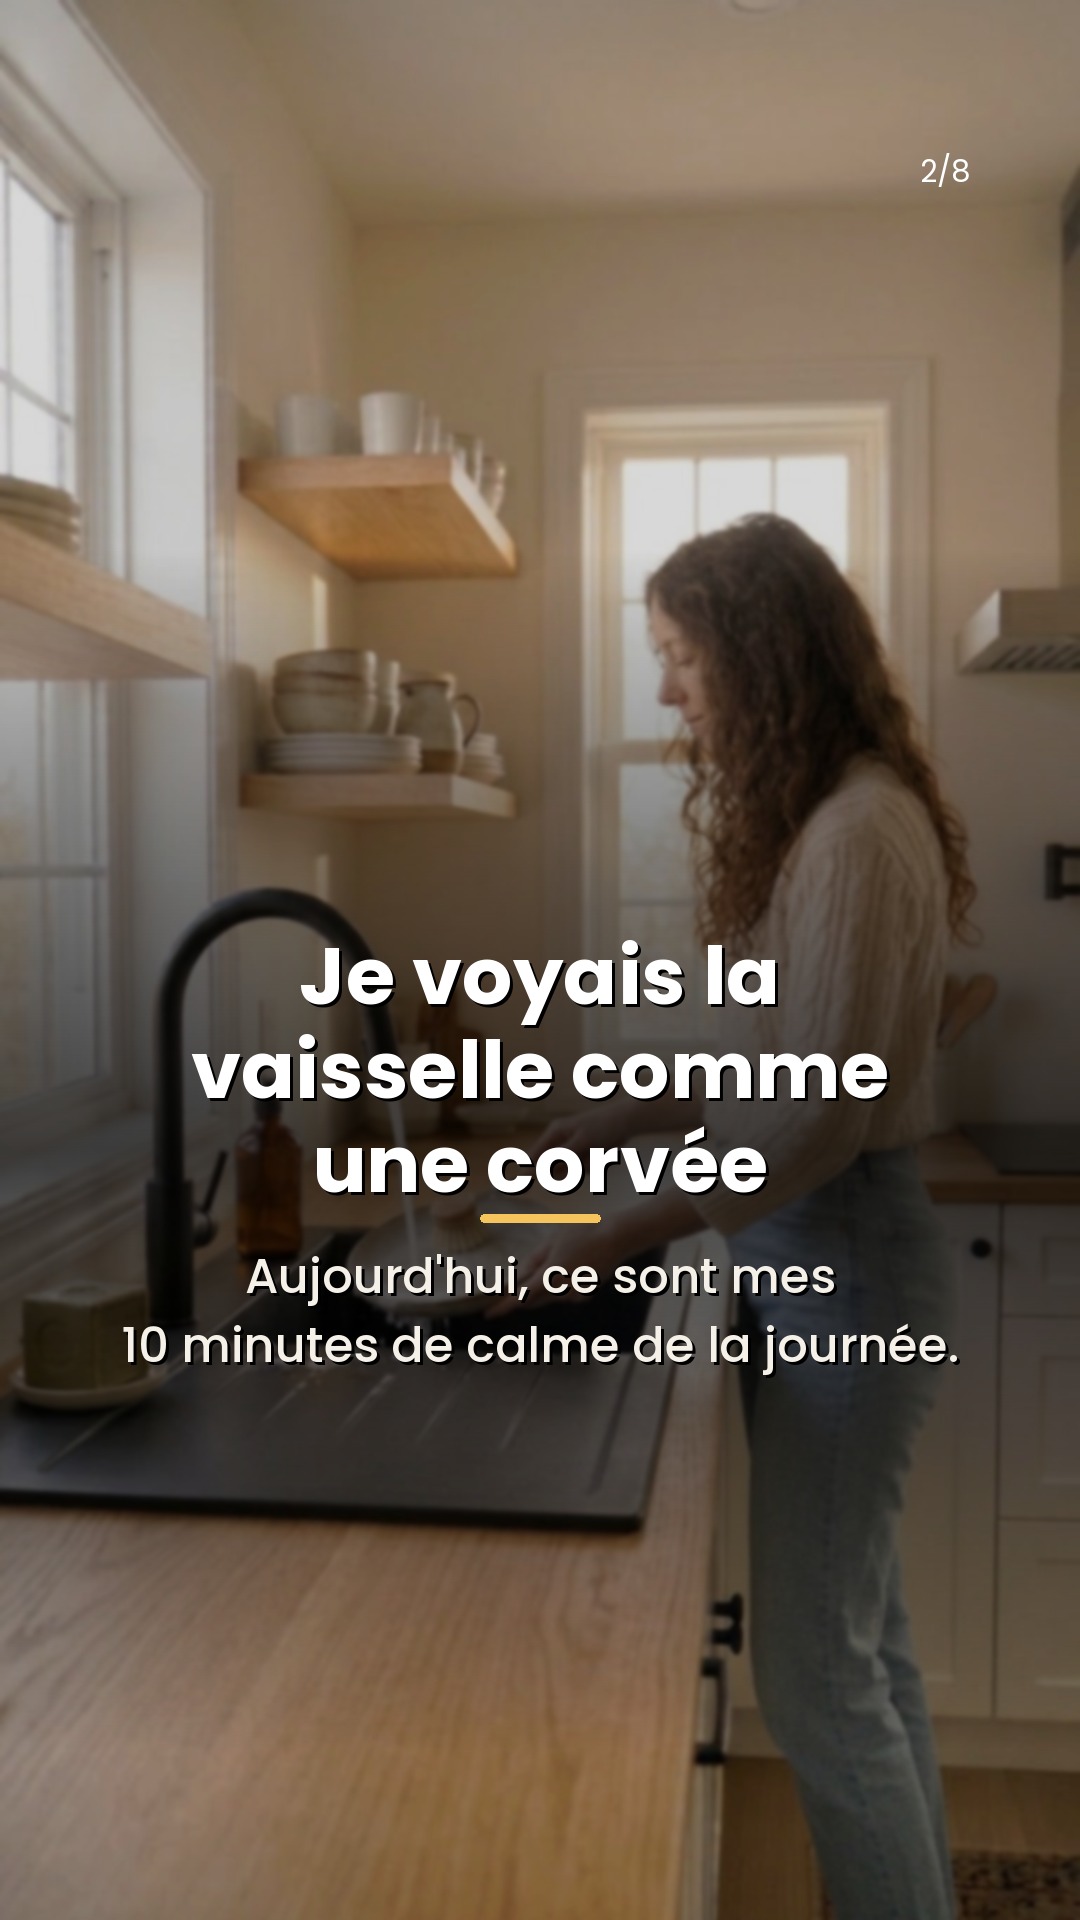 2/8
Je voyais la
vaisselle comme
une corvée
Aujourd'hui, ce sont mes
10 minutes de calme de la journée.